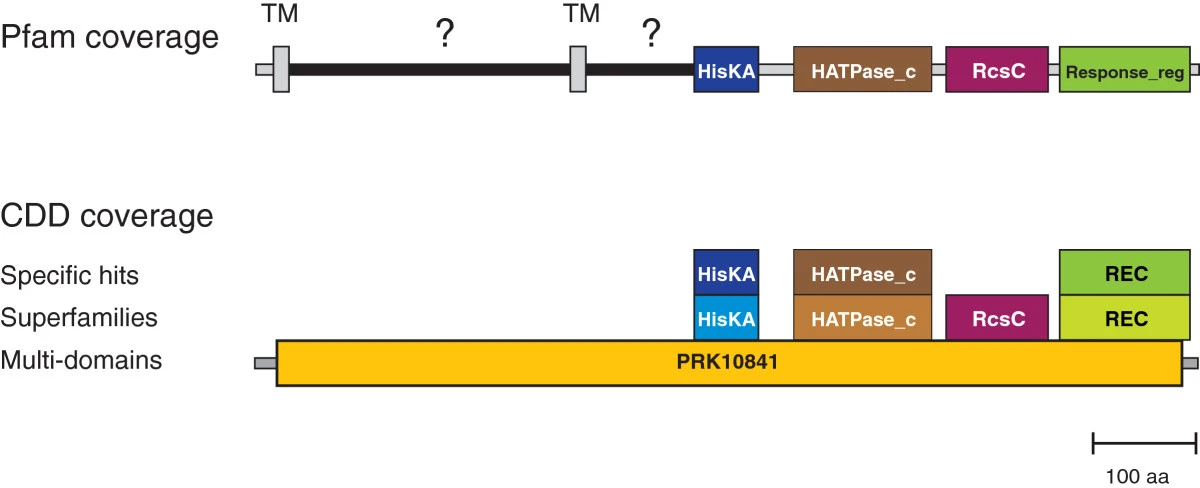 TM TM
Pfam coverage ? ?
HisKA HATPase_c RcsC Response_reg
CDD coverage
Specific hits HisKA HATPase_c REC
Superfamilies HisKA HATPase_c RcsC REC
Multi-domains PRK10841
100 aa